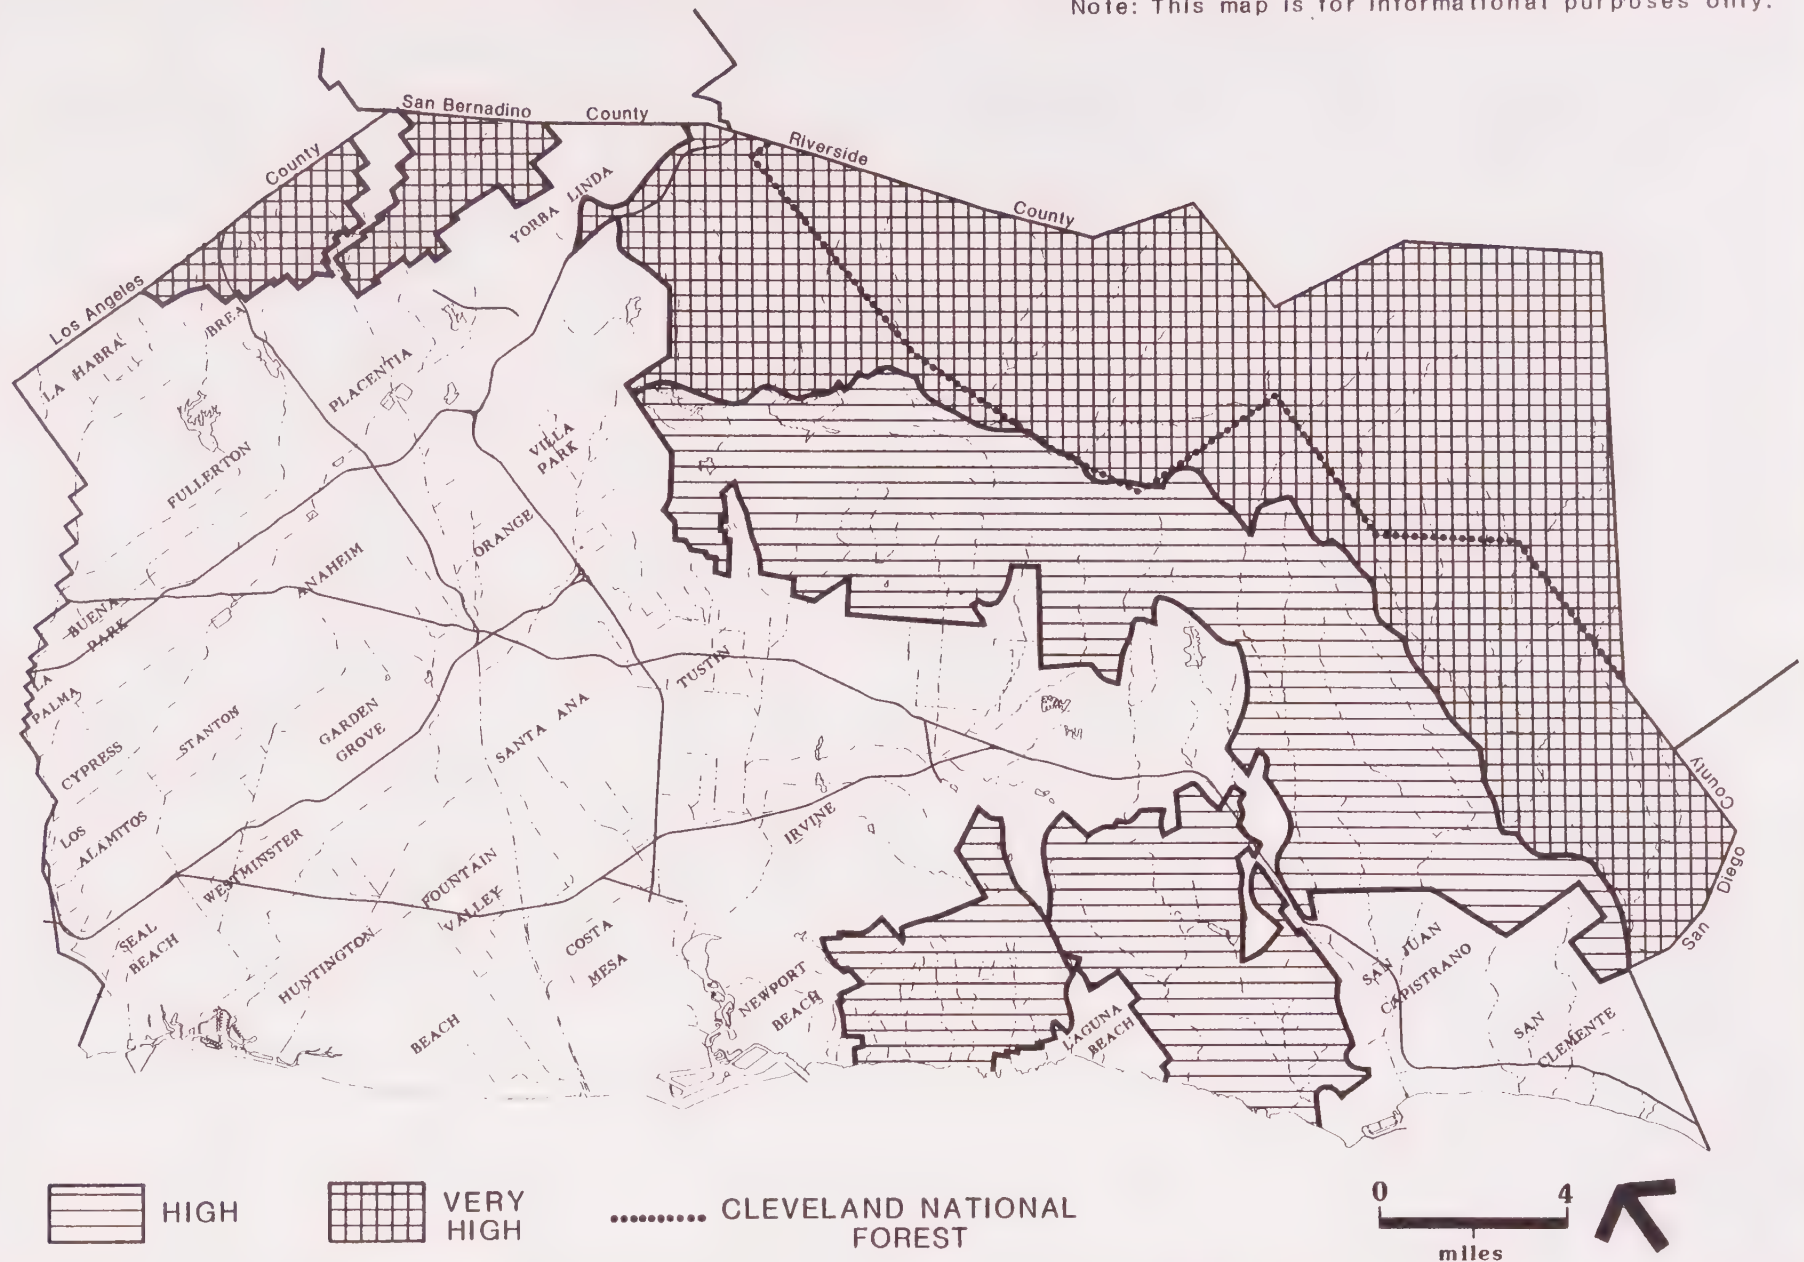 Note: This map is for informational purposes only.
San Bernadino County
Riverside
County
County
Los Angeles
YORBA LINDA
LA HABRA
BREA
PLACENTIA
VILLA
PARK
FULLERTON
ORANGE
ANAHEIM
BUENA
PARK
LA
PALMA
TUSTIN
CYPRESS
STANTON
GARDEN
GROVE
SANTA ANA
County
LOS
ALAMITOS
IRVINE
WESTMINSTER
FOUNTAIN
VALLEY
Diego
San
SEAL
BEACH
HUNTINGTON
BEACH
COSTA
MESA
NEWPORT
BEACH
LAGUNA
BEACH
SAN JUAN
CAPISTRANO
SAN
CLEMENTE
HIGH
VERY
HIGH
CLEVELAND NATIONAL
FOREST
0 4
miles